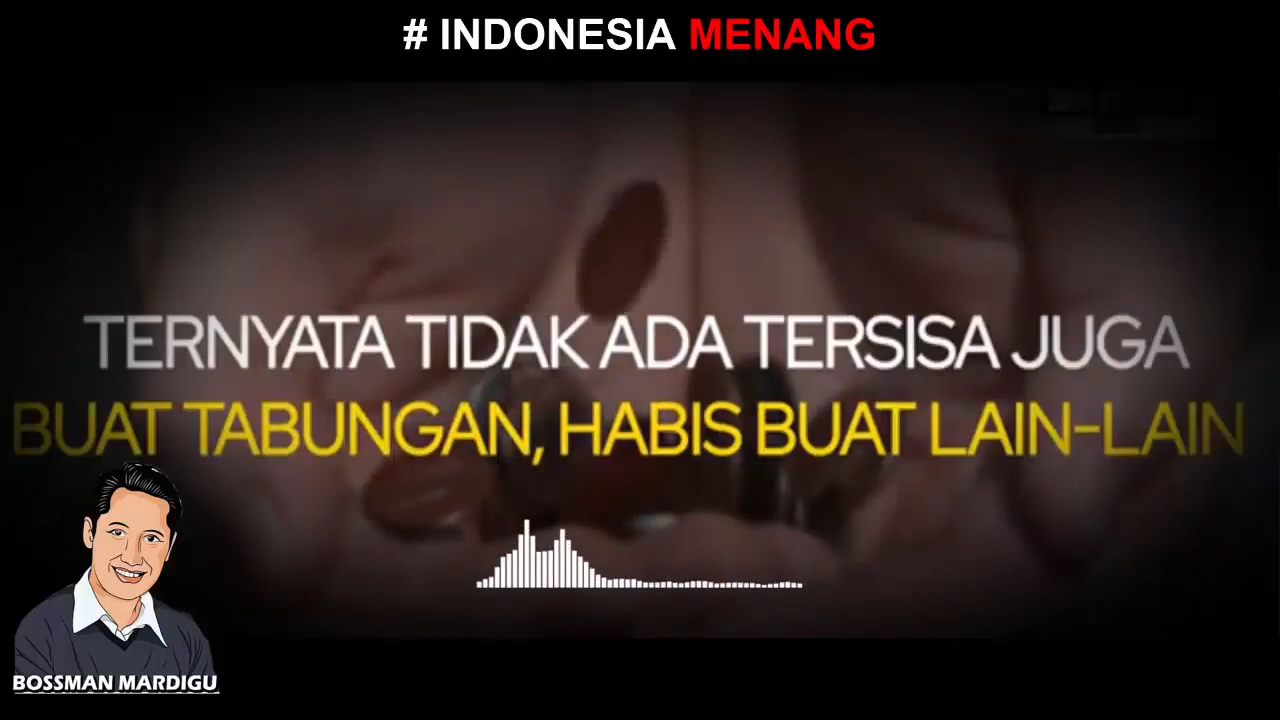 # INDONESIA MENANG
TERNYATA TIDAK ADA TERSISA JUGA
BUAT TABUNGAN, HABIS BUAT LAIN-LAIN
BOSSMAN MARDIGU